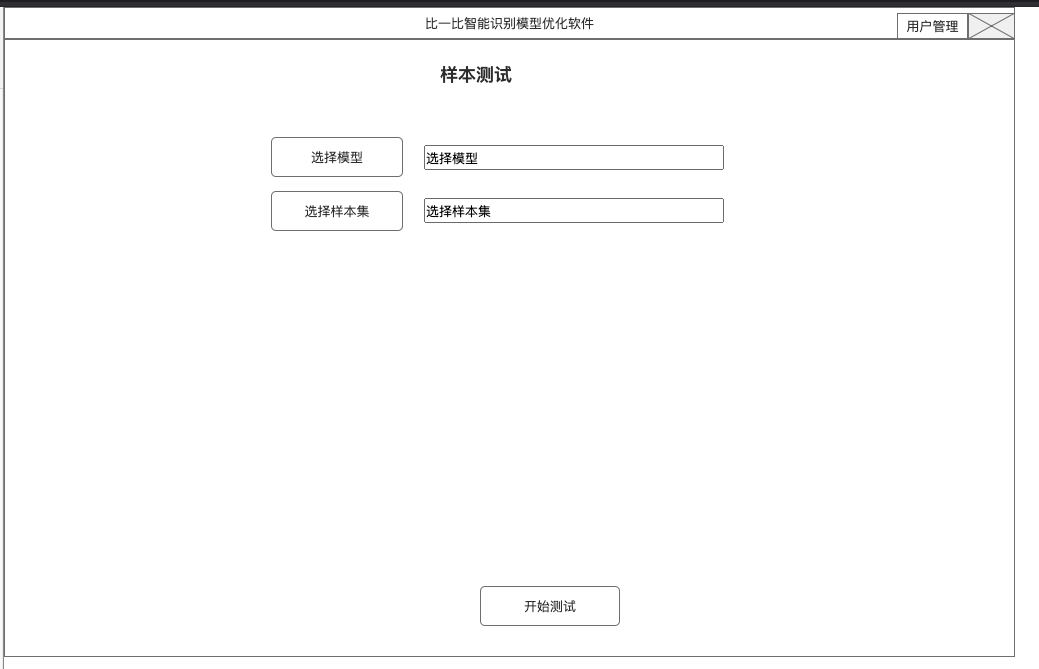 比一比智能识别模型优化软件
用户管理
样本测试
选择模型
选择模型
选择样本集
选择样本集
开始测试